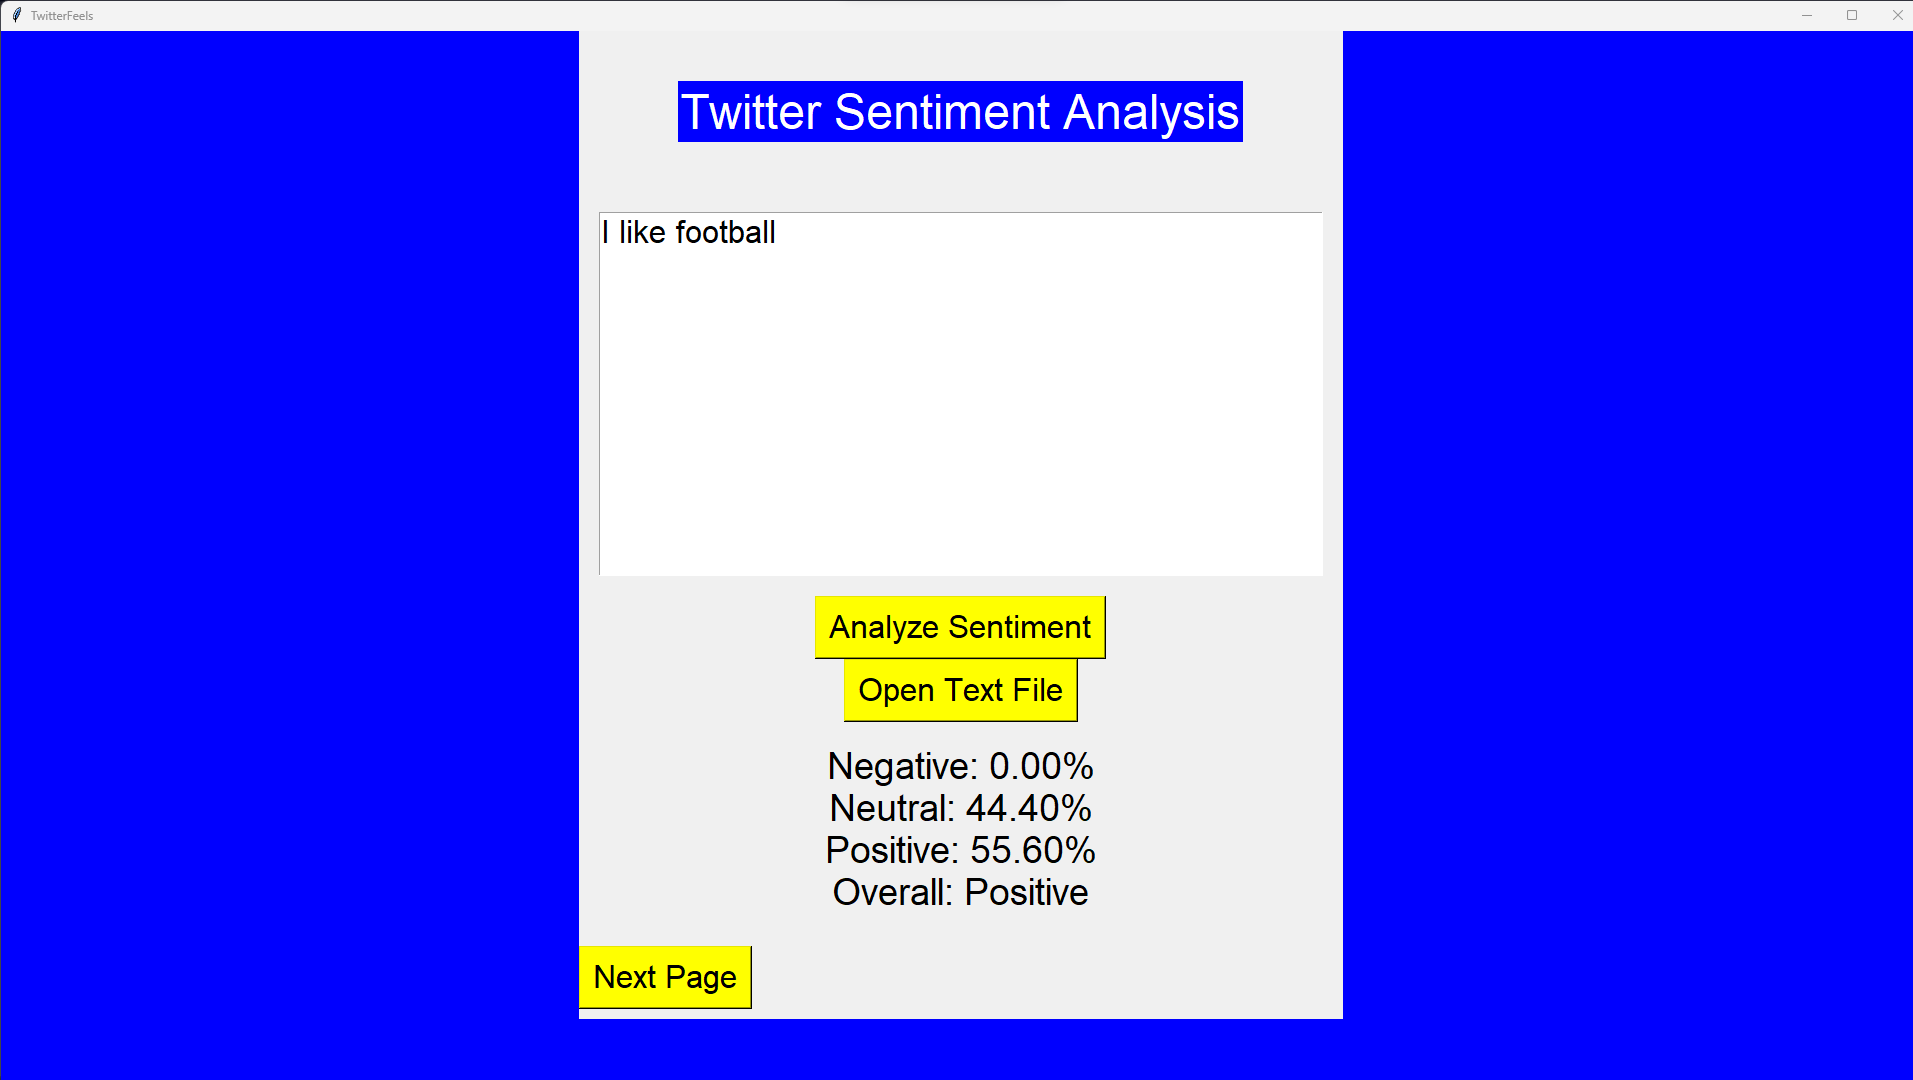 TwitterFeels
Twitter Sentiment Analysis
I like football
Analyze Sentiment
Open Text File
Negative: 0.00%
Neutral: 44.40%
Positive: 55.60%
Overall: Positive
Next Page